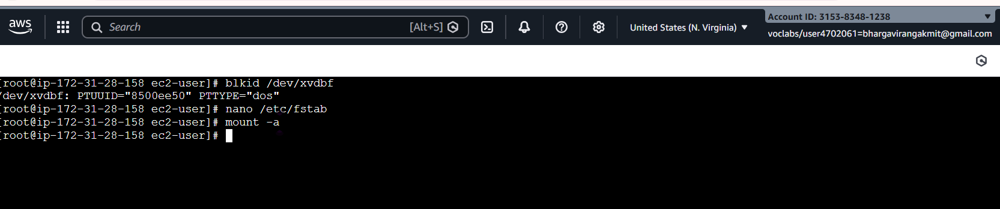 aws
Search
[Alt+S]
United States (N. Virginia)
Account ID: 3153-8348-1238
voclabs/user4702061=bhargavirangakmit@gmail.com
[root@ip-172-31-28-158 ec2-user]# blkid /dev/xvdbf
/dev/xvdbf: PTUUID="8500ee50" PTTYPE="dos"
[root@ip-172-31-28-158 ec2-user]# nano /etc/fstab
[root@ip-172-31-28-158 ec2-user]# mount -a
[root@ip-172-31-28-158 ec2-user]#